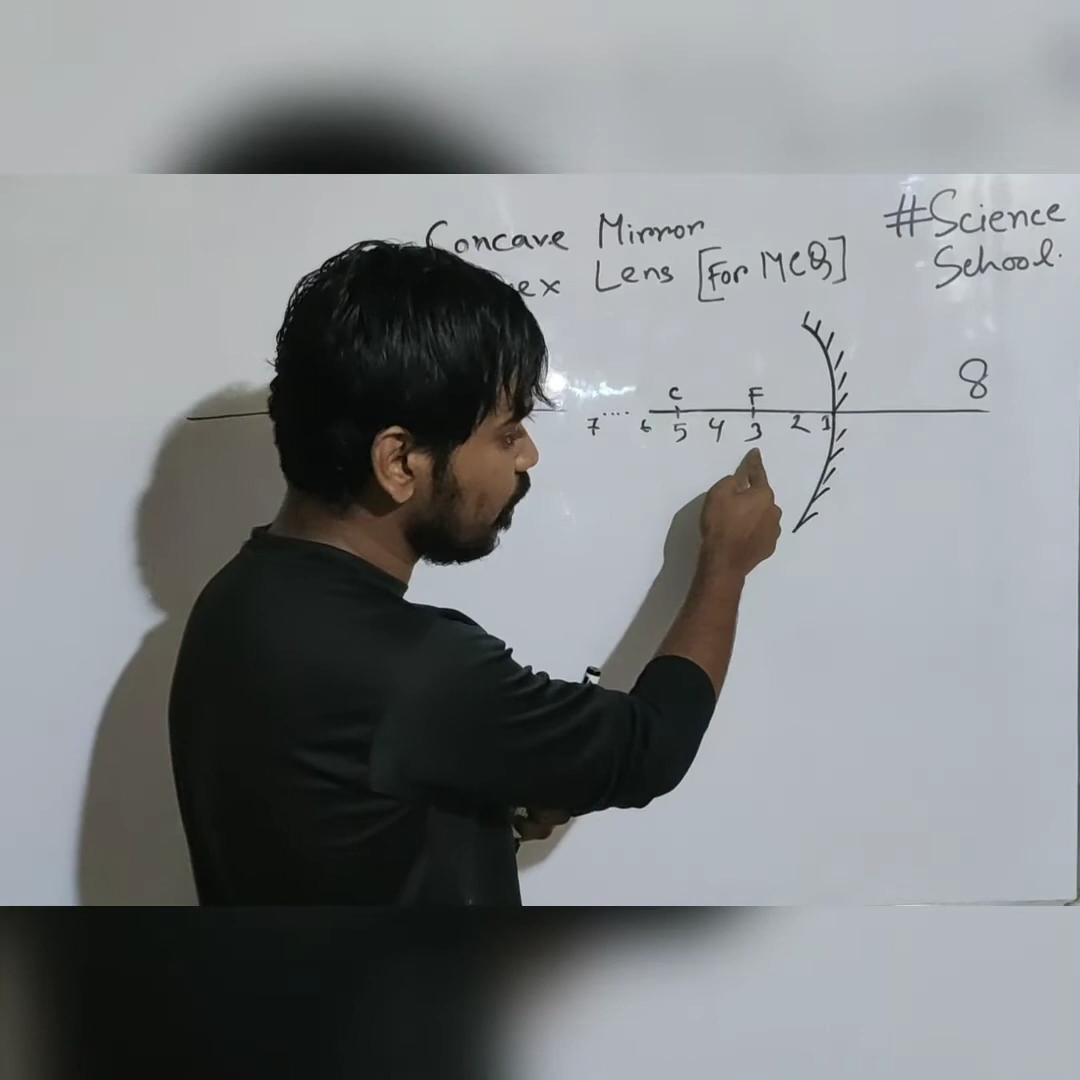 Concave Mirror
ex Lens [For MCQ]
#Science
School.
8
C F
7 .... 6 5 4 3 2 1